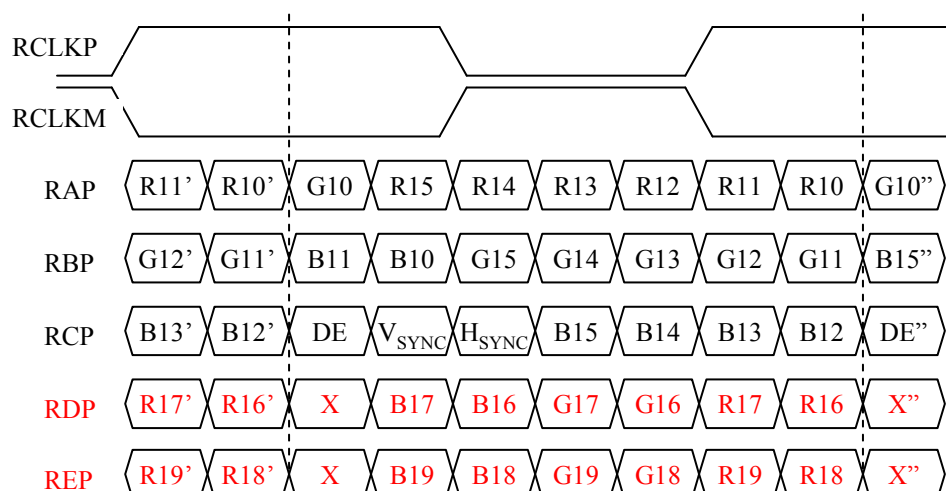 RCLKP
RCLKM
RAP R11’ R10’ G10 R15 R14 R13 R12 R11 R10 G10”
RBP G12’ G11’ B11 B10 G15 G14 G13 G12 G11 B15”
RCP B13’ B12’ DE VSYNC HSYNC B15 B14 B13 B12 DE”
RDP R17’ R16’ X B17 B16 G17 G16 R17 R16 X”
REP R19’ R18’ X B19 B18 G19 G18 R19 R18 X”